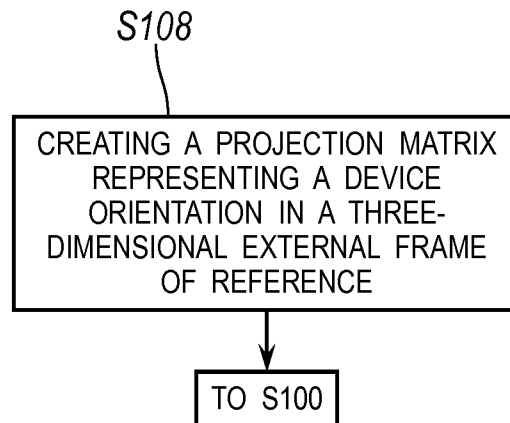 S108
CREATING A PROJECTION MATRIX
REPRESENTING A DEVICE
ORIENTATION IN A THREE-
DIMENSIONAL EXTERNAL FRAME
OF REFERENCE
TO S100